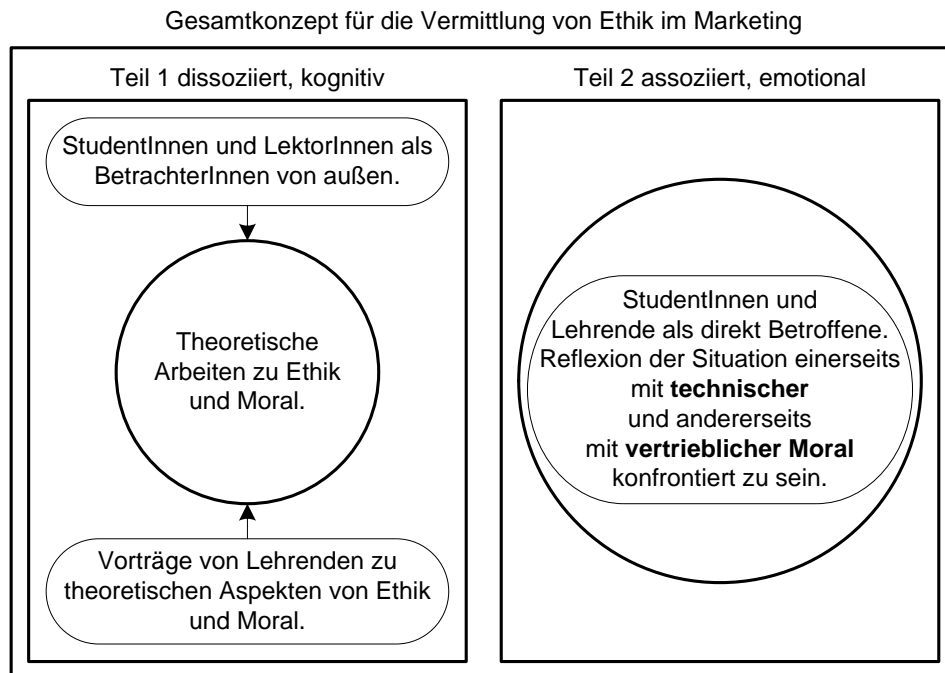 Gesamtkonzept für die Vermittlung von Ethik im Marketing
Teil 1 dissoziiert, kognitiv
StudentInnen und LektorInnen als
BetrachterInnen von außen.
Theoretische
Arbeiten zu Ethik
und Moral.
Vorträge von Lehrenden zu
theoretischen Aspekten von Ethik
und Moral.
Teil 2 assoziiert, emotional
StudentInnen und
Lehrende als direkt Betroffene.
Reflexion der Situation einerseits
mit technischer
und andererseits
mit vertrieblicher Moral
konfrontiert zu sein.